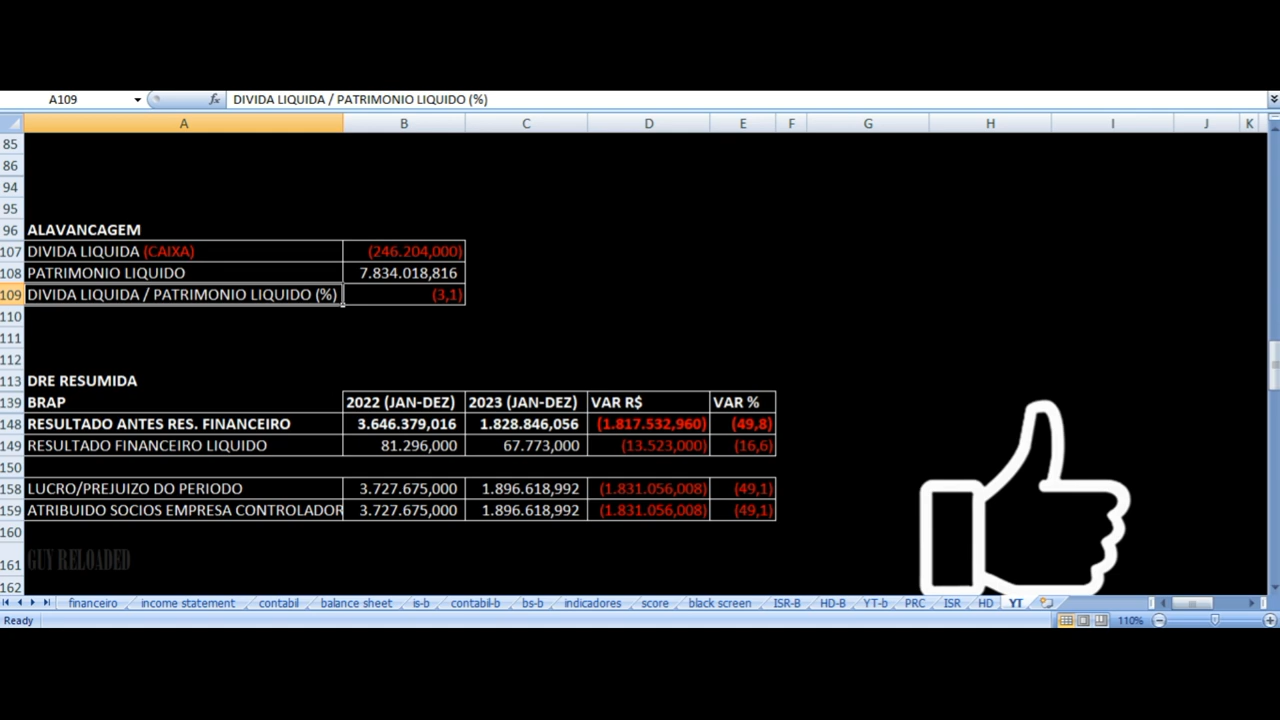 A109 fx DIVIDA LIQUIDA / PATRIMONIO LIQUIDO (%)
A B C D E F G H I J K
85
86
94
95
96 ALAVANCAGEM
107 DIVIDA LIQUIDA (CAIXA) (246.204,000)
108 PATRIMONIO LIQUIDO 7.834.018,816
109 DIVIDA LIQUIDA / PATRIMONIO LIQUIDO (%) (3,1)
110
111
112
113 DRE RESUMIDA
139 BRAP 2022 (JAN-DEZ) 2023 (JAN-DEZ) VAR R$ VAR %
148 RESULTADO ANTES RES. FINANCEIRO 3.646.379,016 1.828.846,056 (1.817.532,960) (49,8)
149 RESULTADO FINANCEIRO LIQUIDO 81.296,000 67.773,000 (13.523,000) (16,6)
150
158 LUCRO/PREJUIZO DO PERIODO 3.727.675,000 1.896.618,992 (1.831.056,008) (49,1)
159 ATRIBUIDO SOCIOS EMPRESA CONTROLADOR 3.727.675,000 1.896.618,992 (1.831.056,008) (49,1)
160
161 GUY RELOADED
162
financeiro income statement contabil balance sheet is-b contabil-b bs-b indicadores score black screen ISR-B HD-B YT-b PRC ISR HD YT
Ready 110%